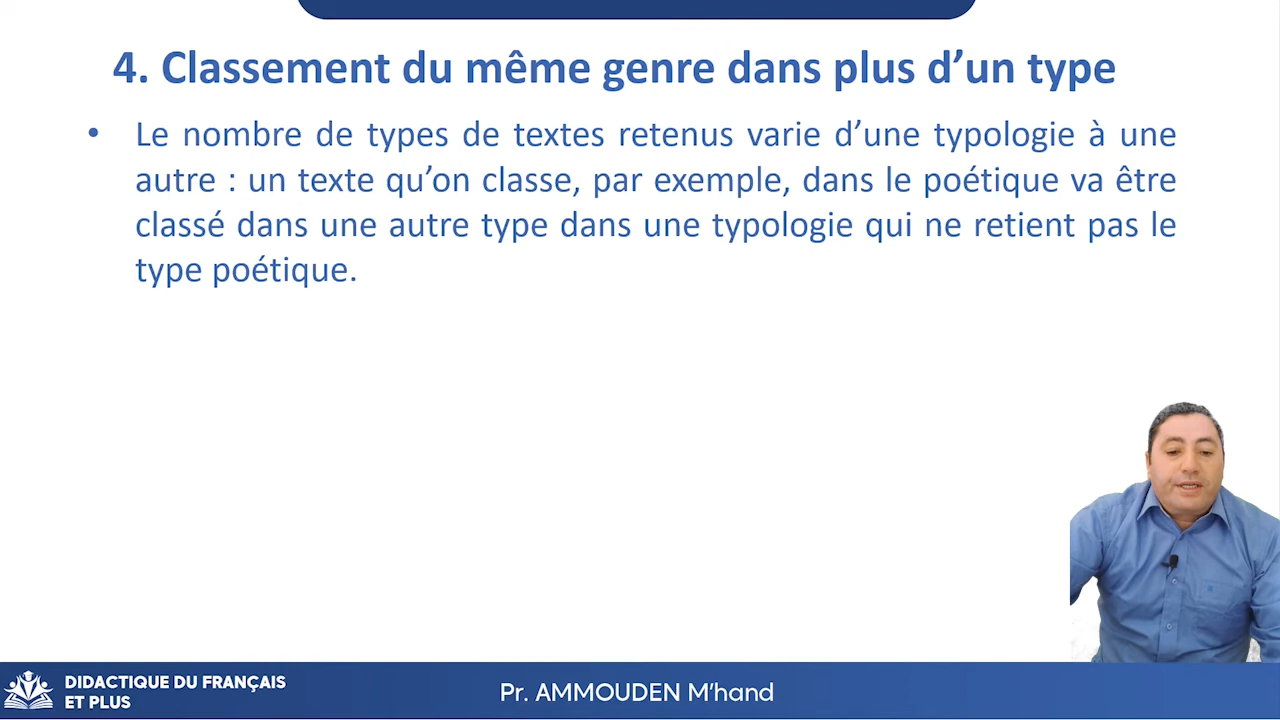 4. Classement du même genre dans plus d’un type
• Le nombre de types de textes retenus varie d’une typologie à une
autre : un texte qu’on classe, par exemple, dans le poétique va être
classé dans une autre type dans une typologie qui ne retient pas le
type poétique.
DIDACTIQUE DU FRANÇAIS
ET PLUS
Pr. AMMOUDEN M’hand